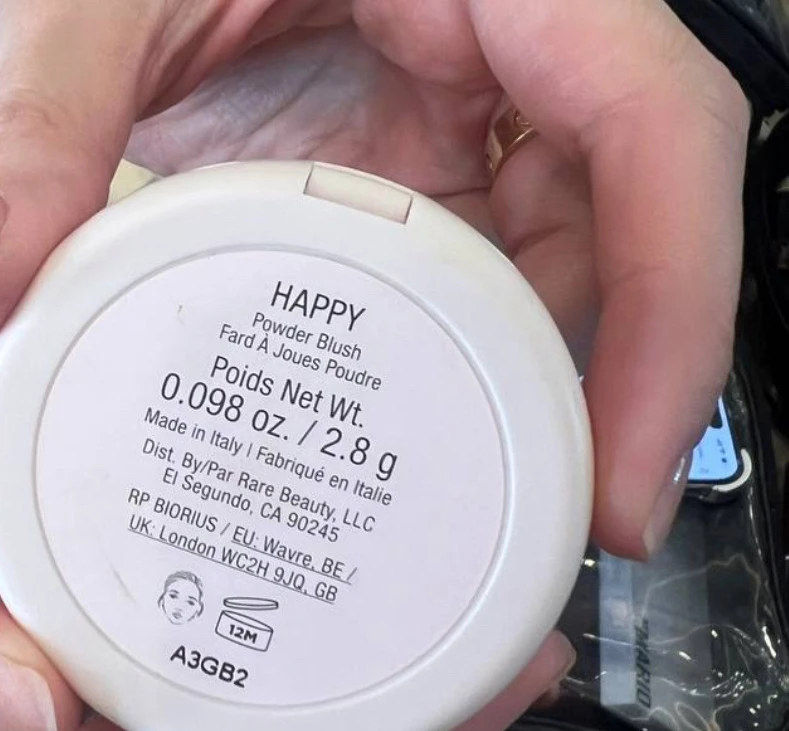 HAPPY
Powder Blush
Fard À Joues Poudre
Poids Net Wt.
0.098 oz. / 2.8 g
Made in Italy | Fabriqué en Italie
Dist. By/Par Rare Beauty, LLC
El Segundo, CA 90245
RP BIORIUS / EU: Wavre, BE /
UK: London WC2H 9JQ, GB
12M
A3GB2